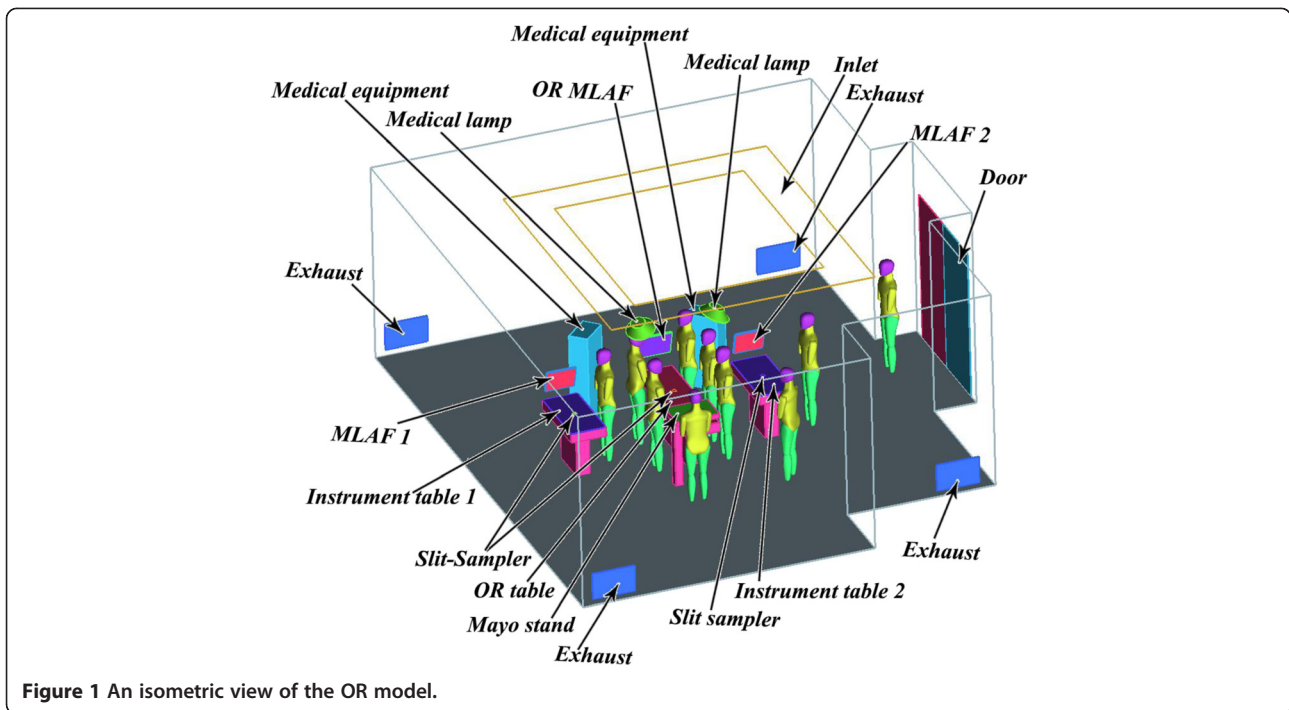 Medical equipment
Medical lamp
Inlet
Medical equipment
OR MLAF
Exhaust
Medical lamp
MLAF 2
Door
Exhaust
MLAF 1
Instrument table 1
Slit-Sampler
Exhaust
OR table
Instrument table 2
Mayo stand
Slit sampler
Exhaust
Figure 1 An isometric view of the OR model.